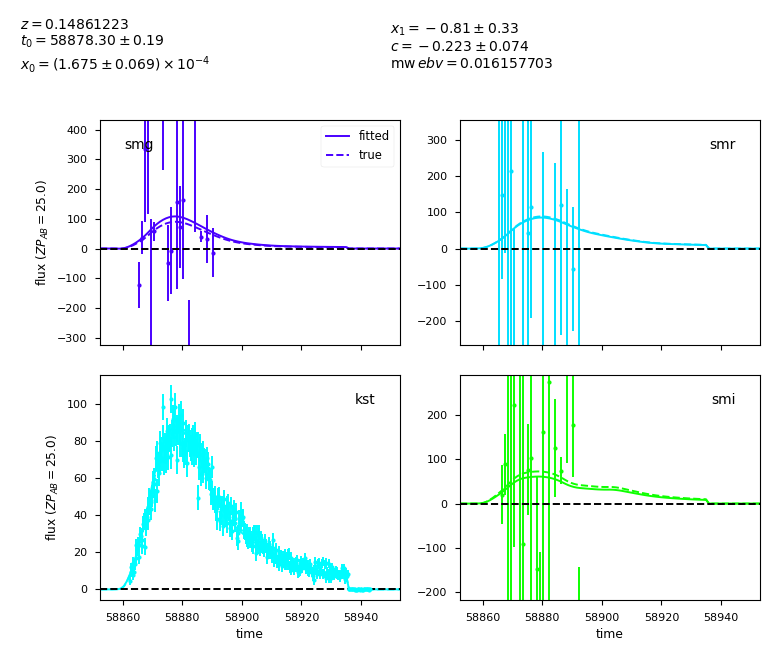 z = 0.14861223
t0 = 58878.30 ± 0.19
x0 = (1.675 ± 0.069) × 10^-4
x1 = −0.81 ± 0.33
c = −0.223 ± 0.074
mw ebv = 0.016157703
smg
fitted
true
400
300
200
100
0
−100
−200
−300
flux (ZP_AB = 25.0)
smr
300
200
100
0
−100
−200
kst
100
80
60
40
20
0
flux (ZP_AB = 25.0)
58860 58880 58900 58920 58940
time
smi
200
100
0
−100
−200
58860 58880 58900 58920 58940
time